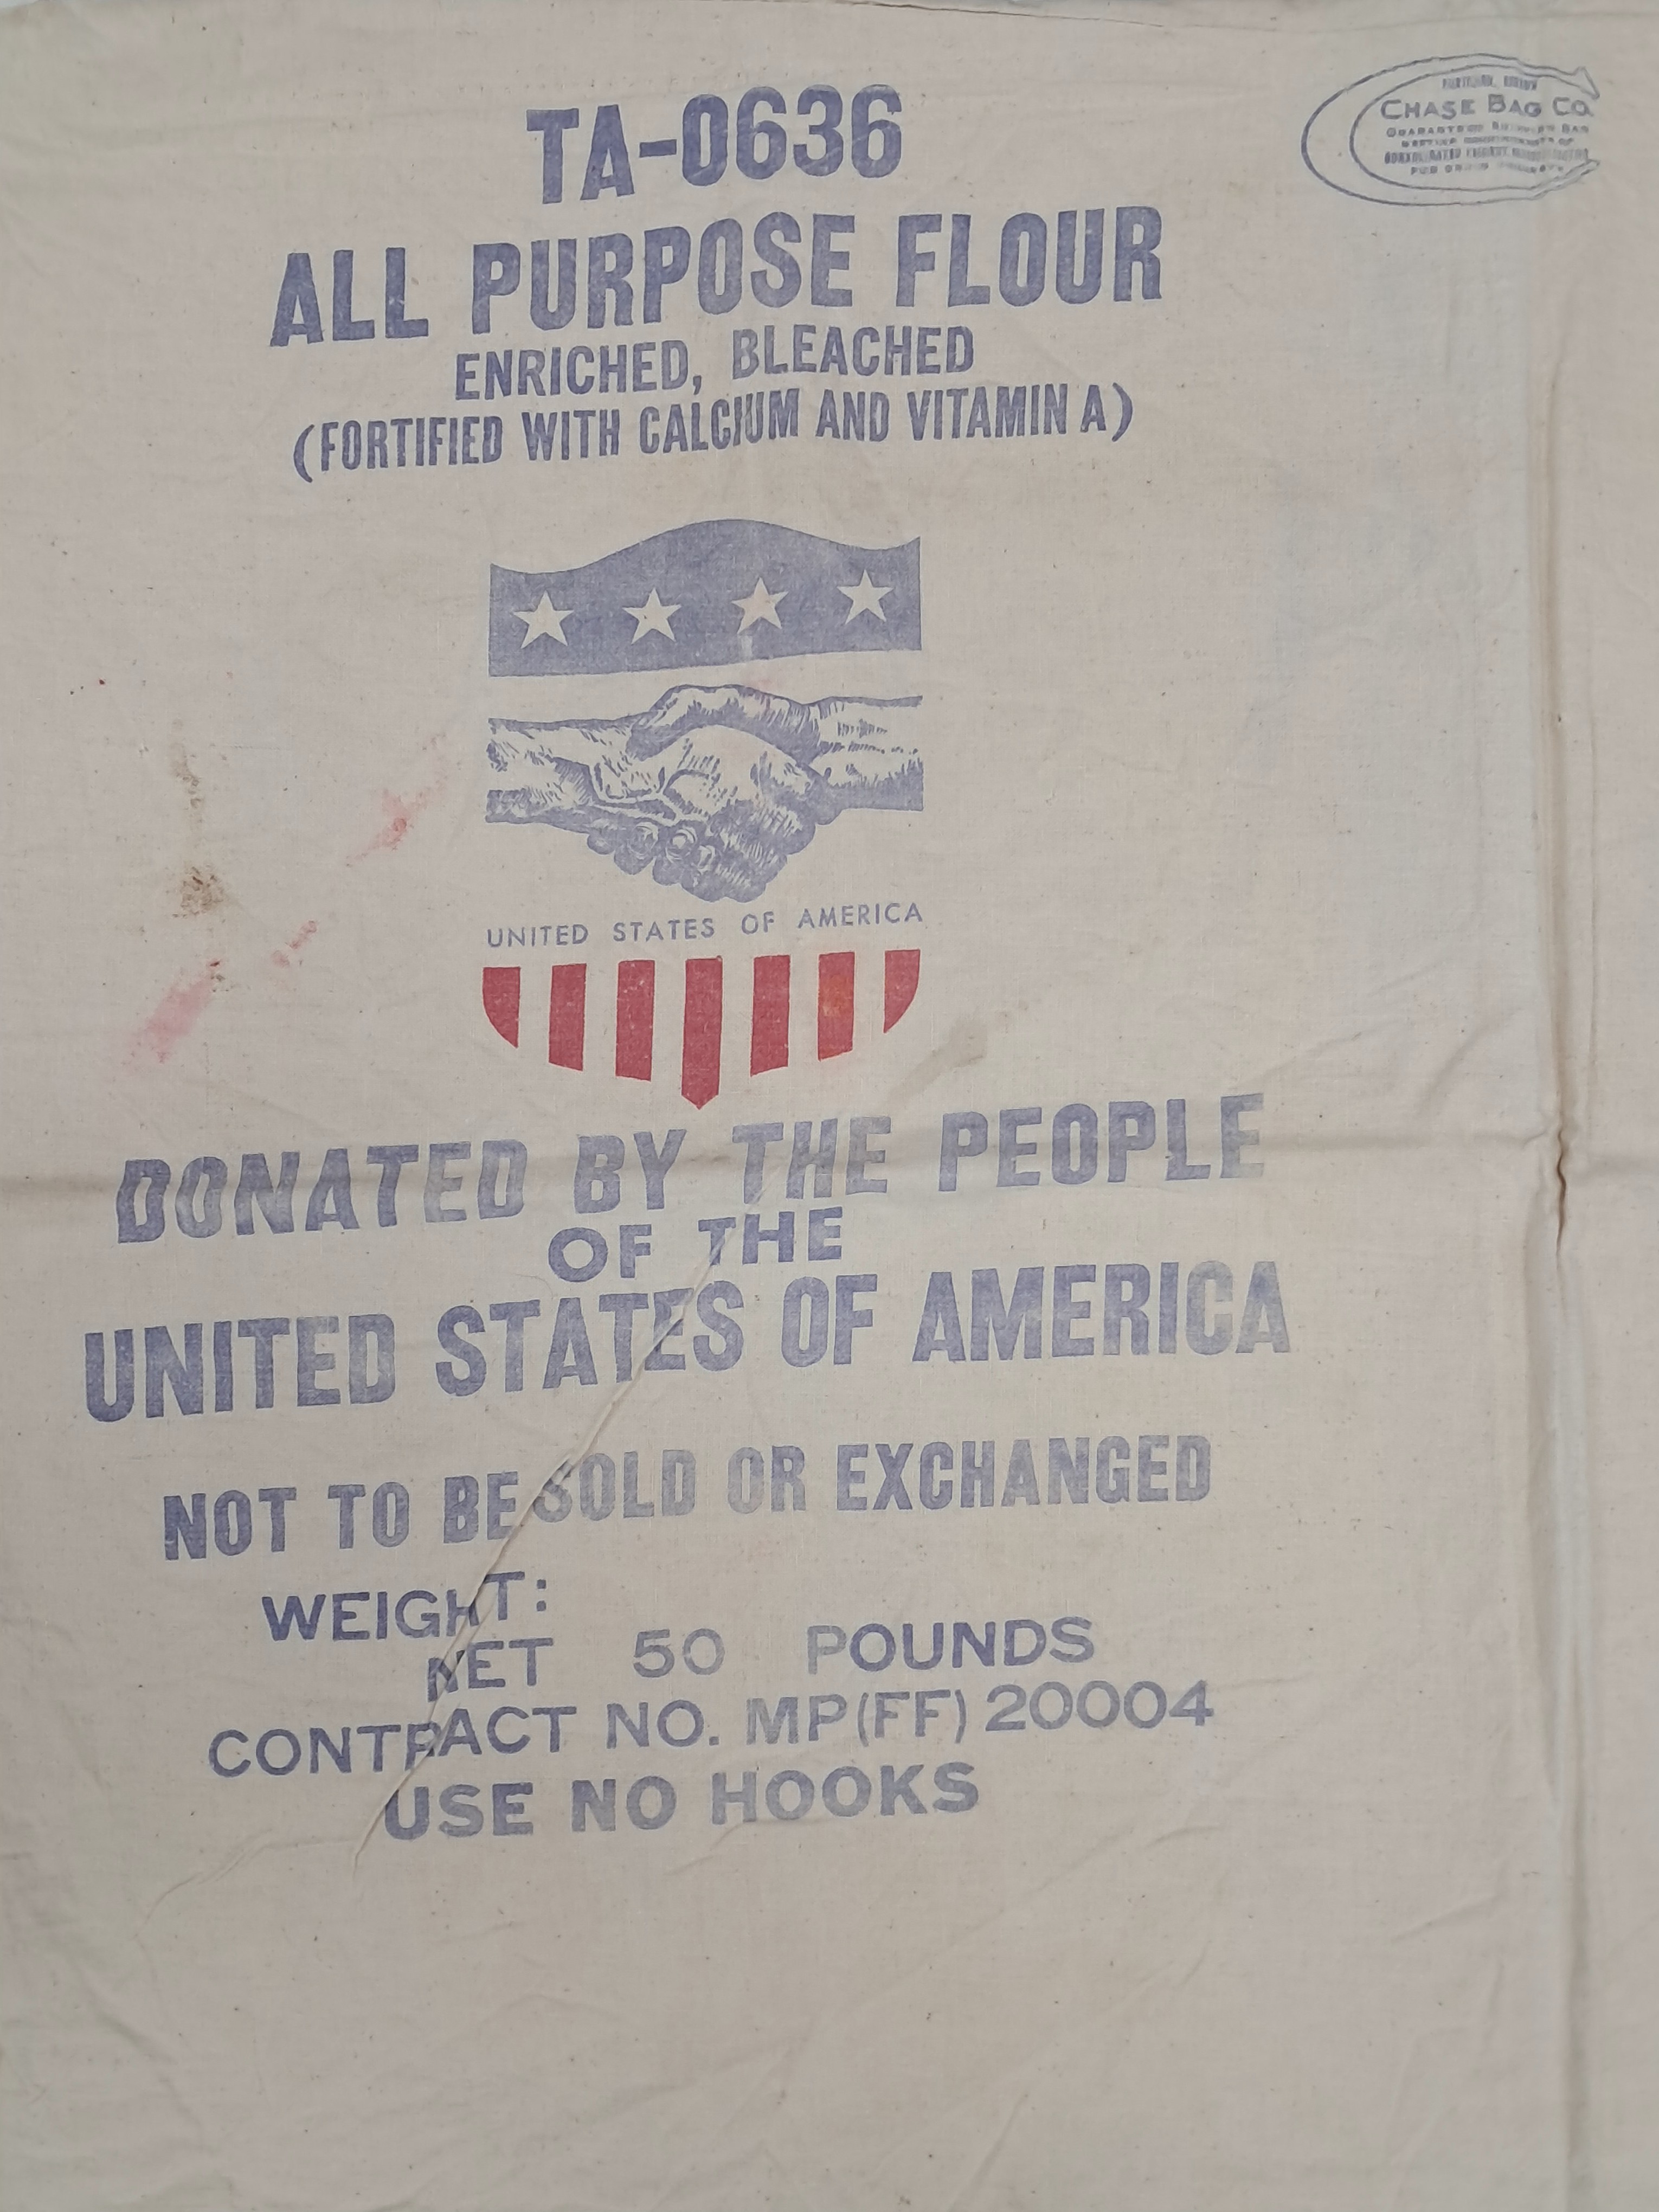 TA-0636
CHASE BAG CO.
ALL PURPOSE FLOUR
ENRICHED, BLEACHED
(FORTIFIED WITH CALCIUM AND VITAMIN A)
UNITED STATES OF AMERICA
DONATED BY THE PEOPLE
OF THE
UNITED STATES OF AMERICA
NOT TO BE SOLD OR EXCHANGED
WEIGHT:
NET 50 POUNDS
CONTRACT NO. MP(FF) 20004
USE NO HOOKS